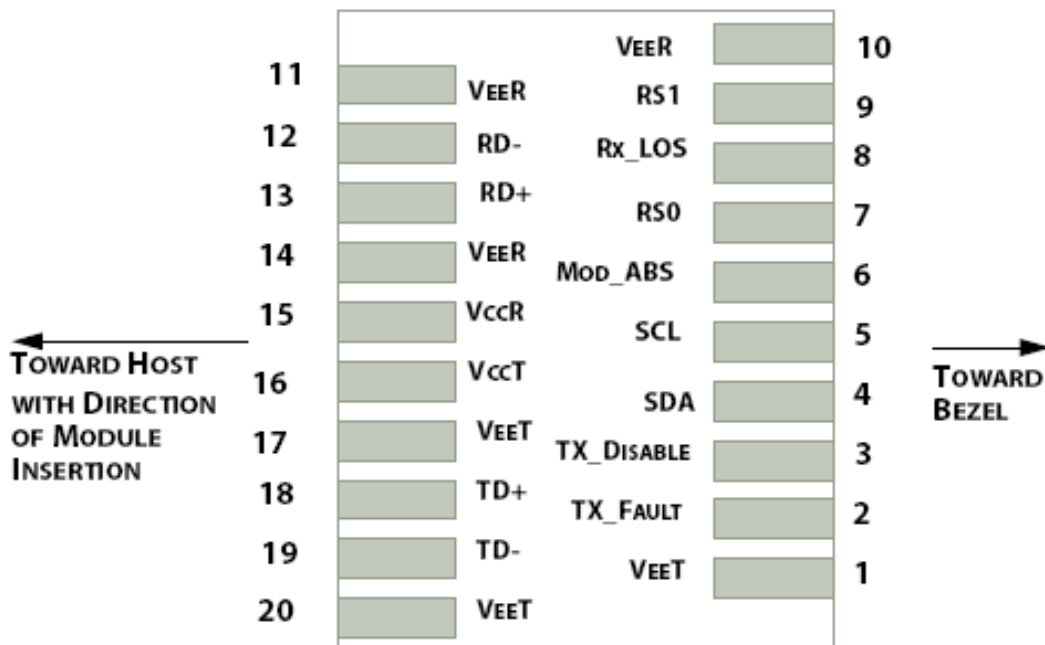 VEER 10
11 VEER
RS1 9
12 RD-
RX_LOS 8
13 RD+
RS0 7
14 VEER
MOD_ABS 6
15 VCCR
SCL 5
TOWARD HOST
WITH DIRECTION
OF MODULE
INSERTION
16 VCCT
SDA 4
TOWARD
BEZEL
17 VEET
TX_DISABLE 3
18 TD+
TX_FAULT 2
19 TD-
VEET 1
20 VEET